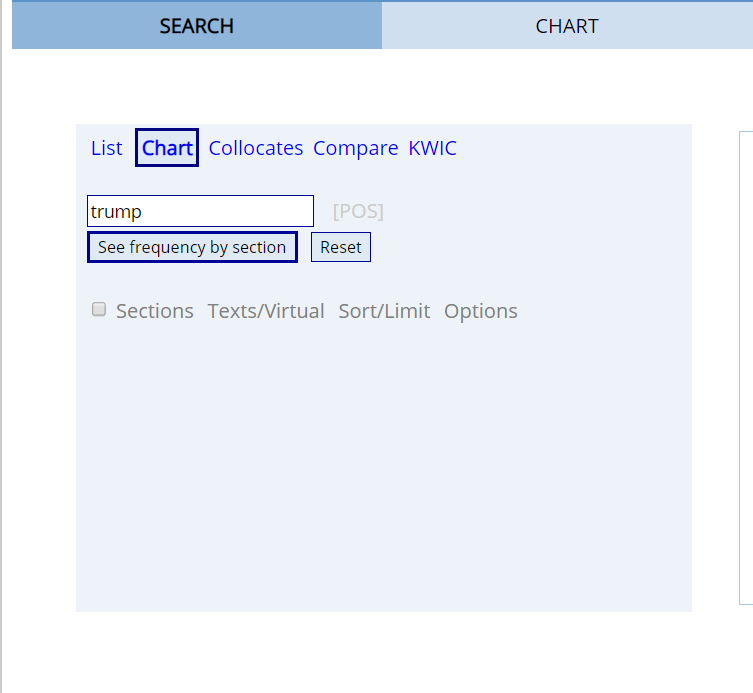 SEARCH CHART
List Chart Collocates Compare KWIC
trump [POS]
See frequency by section Reset
Sections Texts/Virtual Sort/Limit Options